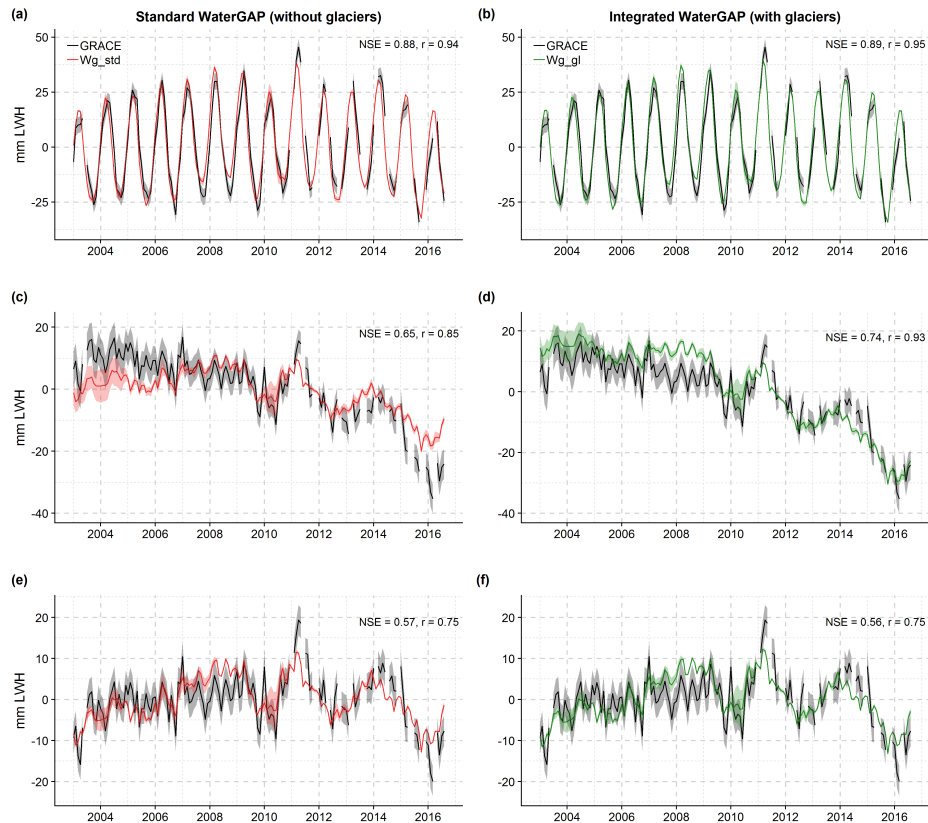 (a)
Standard WaterGAP (without glaciers)
(b)
Integrated WaterGAP (with glaciers)
GRACE
Wg_std
NSE = 0.88, r = 0.94
50
25
0
-25
mm LWH
2004 2006 2008 2010 2012 2014 2016
GRACE
Wg_gl
NSE = 0.89, r = 0.95
50
25
0
-25
2004 2006 2008 2010 2012 2014 2016
(c)
NSE = 0.65, r = 0.85
20
0
-20
-40
mm LWH
2004 2006 2008 2010 2012 2014 2016
(d)
NSE = 0.74, r = 0.93
20
0
-20
-40
2004 2006 2008 2010 2012 2014 2016
(e)
NSE = 0.57, r = 0.75
20
10
0
-10
-20
mm LWH
2004 2006 2008 2010 2012 2014 2016
(f)
NSE = 0.56, r = 0.75
20
10
0
-10
-20
2004 2006 2008 2010 2012 2014 2016